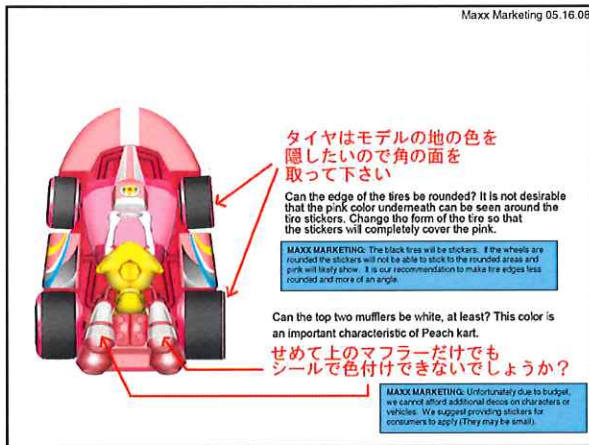 Maxx Marketing 05.16.08
タイヤはモデルの地の色を
隠したいので角の面を
取って下さい
Can the edge of the tires be rounded? It is not desirable
that the pink color underneath can be seen around the
tire stickers. Change the form of the tire so that
the stickers will completely cover the pink.
MAXX MARKETING: The black tires will be stickers. If the wheels are
rounded the stickers will not be able to stick to the rounded areas and
pink will likely show. It is our recommendation to make tire edges less
rounded and more of an angle.
Can the top two mufflers be white, at least? This color is
an important characteristic of Peach kart.
せめて上のマフラーだけでも
シールで色付けできないでしょうか？
MAXX MARKETING: Unfortunately due to budget,
we cannot afford additional decos on characters or
vehicles. We suggest providing stickers for
consumers to apply (They may be small).